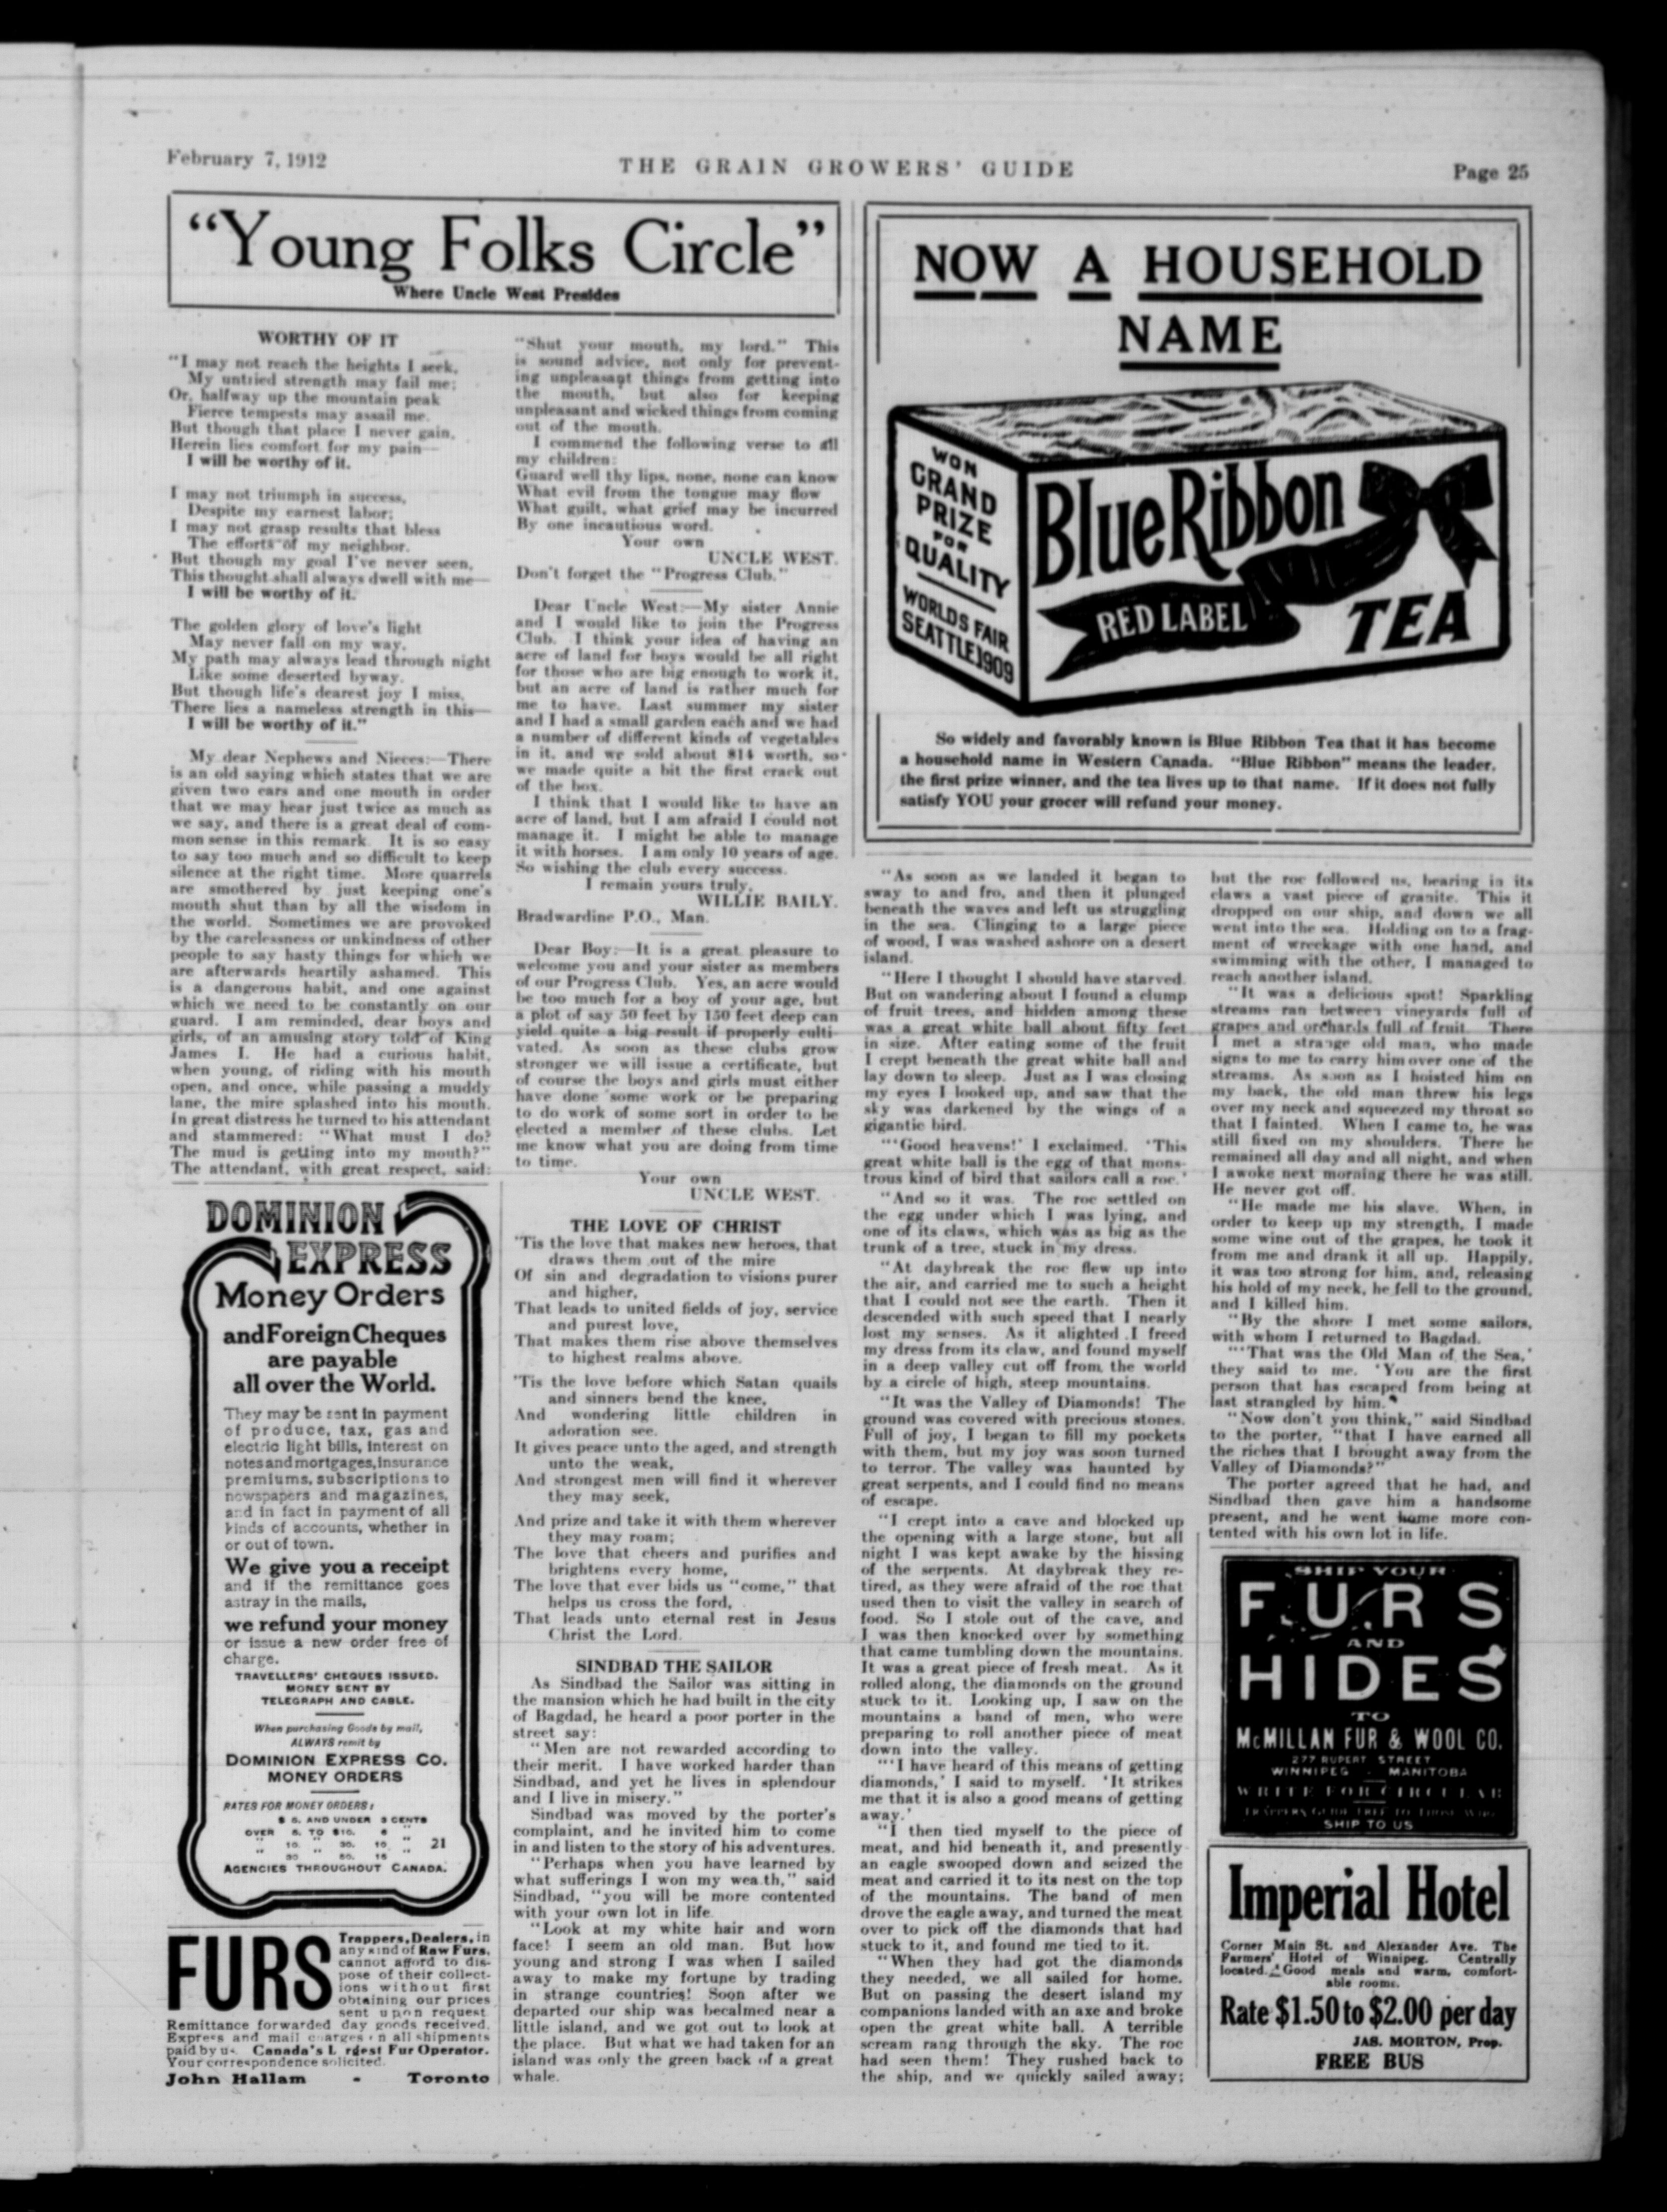 February 7, 1912
THE GRAIN GROWERS' GUIDE
Page 25
"Young Folks Circle"
Where Uncle West Presides
WORTHY OF IT
"I may not reach the heights I seek,
My untried strength may fail me;
Or, halfway up the mountain peak
Fierce tempests may assail me.
But though that place I never gain,
Herein lies comfort for my pain—
I will be worthy of it.
I may not triumph in success,
Despite my earnest labor;
I may not grasp results that bless
The efforts of my neighbor.
But though my goal I've never seen,
This thought shall always dwell with me—
I will be worthy of it.
The golden glory of love's light
May never fall on my way,
My path may always lead through night
Like some deserted byway.
But though life's dearest joy I miss,
There lies a nameless strength in this—
I will be worthy of it."
My dear Nephews and Nieces:—There
is an old saying which states that we are
given two ears and one mouth in order
that we may hear just twice as much as
we say, and there is a great deal of com-
mon sense in this remark. It is so easy
to say too much and so difficult to keep
silence at the right time. More quarrels
are smothered by just keeping one's
mouth shut than by all the wisdom in
the world. Sometimes we are provoked
by the carelessness or unkindness of other
people to say hasty things for which we
are afterwards heartily ashamed. This
is a dangerous habit, and one against
which we need to be constantly on our
guard. I am reminded, dear boys and
girls, of an amusing story told of King
James I. He had a curious habit,
when young, of riding with his mouth
open, and once, while passing a muddy
lane, the mire splashed into his mouth.
In great distress he turned to his attendant
and stammered: "What must I do?
The mud is getting into my mouth?"
The attendant, with great respect, said:
DOMINION
EXPRESS
Money Orders
and Foreign Cheques
are payable
all over the World.
They may be sent in payment
of produce, tax, gas and
electric light bills, interest on
notes and mortgages, insurance
premiums, subscriptions to
newspapers and magazines,
and in fact in payment of all
kinds of accounts, whether in
or out of town.
We give you a receipt
and if the remittance goes
astray in the mails,
we refund your money
or issue a new order free of
charge.
TRAVELLERS' CHEQUES ISSUED.
MONEY SENT BY
TELEGRAPH AND CABLE.
When purchasing Goods by mail,
ALWAYS remit by
DOMINION EXPRESS CO.
MONEY ORDERS
RATES FOR MONEY ORDERS:
$ 5. AND UNDER 3 CENTS
OVER 5. TO $10. 6 "
" 10. " 30. 10 " 21
" 30 " 50. 15 "
AGENCIES THROUGHOUT CANADA.
FURS
Trappers, Dealers, in
any kind of Raw Furs,
cannot afford to dis-
pose of their collect-
ions without first
obtaining our prices
sent upon request.
Remittance forwarded day goods received.
Express and mail charges on all shipments
paid by us. Canada's L rgest Fur Operator.
Your correspondence solicited.
John Hallam - Toronto
"Shut your mouth, my lord." This
is sound advice, not only for prevent-
ing unpleasant things from getting into
the mouth, but also for keeping
unpleasant and wicked things from coming
out of the mouth.
I commend the following verse to all
my children:
Guard well thy lips, none, none can know
What evil from the tongue may flow
What guilt, what grief may be incurred
By one incautious word.
Your own
UNCLE WEST.
Don't forget the "Progress Club."
Dear Uncle West:—My sister Annie
and I would like to join the Progress
Club. I think your idea of having an
acre of land for boys would be all right
for those who are big enough to work it,
but an acre of land is rather much for
me to have. Last summer my sister
and I had a small garden each and we had
a number of different kinds of vegetables
in it, and we sold about $14 worth, so
we made quite a bit the first crack out
of the box.
I think that I would like to have an
acre of land, but I am afraid I could not
manage it. I might be able to manage
it with horses. I am only 10 years of age.
So wishing the club every success.
I remain yours truly,
WILLIE BAILY.
Bradwardine P.O., Man.
Dear Boy:—It is a great pleasure to
welcome you and your sister as members
of our Progress Club. Yes, an acre would
be too much for a boy of your age, but
a plot of say 50 feet by 150 feet deep can
yield quite a big result if properly culti-
vated. As soon as these clubs grow
stronger we will issue a certificate, but
of course the boys and girls must either
have done some work or be preparing
to do work of some sort in order to be
elected a member of these clubs. Let
me know what you are doing from time
to time.
Your own
UNCLE WEST.
THE LOVE OF CHRIST
'Tis the love that makes new heroes, that
draws them out of the mire
Of sin and degradation to visions purer
and higher,
That leads to united fields of joy, service
and purest love,
That makes them rise above themselves
to highest realms above.
'Tis the love before which Satan quails
and sinners bend the knee,
And wondering little children in
adoration see.
It gives peace unto the aged, and strength
unto the weak,
And strongest men will find it wherever
they may seek,
And prize and take it with them wherever
they may roam;
The love that cheers and purifies and
brightens every home,
The love that ever bids us "come," that
helps us cross the ford,
That leads unto eternal rest in Jesus
Christ the Lord.
SINDBAD THE SAILOR
As Sindbad the Sailor was sitting in
the mansion which he had built in the city
of Bagdad, he heard a poor porter in the
street say:
"Men are not rewarded according to
their merit. I have worked harder than
Sindbad, and yet he lives in splendour
and I live in misery."
Sindbad was moved by the porter's
complaint, and he invited him to come
in and listen to the story of his adventures.
"Perhaps when you have learned by
what sufferings I won my wea.th," said
Sindbad, "you will be more contented
with your own lot in life.
"Look at my white hair and worn
face! I seem an old man. But how
young and strong I was when I sailed
away to make my fortune by trading
in strange countries! Soon after we
departed our ship was becalmed near a
little island, and we got out to look at
the place. But what we had taken for an
island was only the green back of a great
whale.
NOW A HOUSEHOLD
NAME
WON
GRAND
PRIZE
FOR
QUALITY
WORLDS FAIR
SEATTLE 1909
Blue Ribbon
RED LABEL
TEA
So widely and favorably known is Blue Ribbon Tea that it has become
a household name in Western Canada. "Blue Ribbon" means the leader,
the first prize winner, and the tea lives up to that name. If it does not fully
satisfy YOU your grocer will refund your money.
"As soon as we landed it began to
sway to and fro, and then it plunged
beneath the waves and left us struggling
in the sea. Clinging to a large piece
of wood, I was washed ashore on a desert
island.
"Here I thought I should have starved.
But on wandering about I found a clump
of fruit trees, and hidden among these
was a great white ball about fifty feet
in size. After eating some of the fruit
I crept beneath the great white ball and
lay down to sleep. Just as I was closing
my eyes I looked up, and saw that the
sky was darkened by the wings of a
gigantic bird.
"'Good heavens!' I exclaimed. 'This
great white ball is the egg of that mons-
trous kind of bird that sailors call a roc.'
"And so it was. The roc settled on
the egg under which I was lying, and
one of its claws, which was as big as the
trunk of a tree, stuck in my dress.
"At daybreak the roc flew up into
the air, and carried me to such a height
that I could not see the earth. Then it
descended with such speed that I nearly
lost my senses. As it alighted I freed
my dress from its claw, and found myself
in a deep valley cut off from the world
by a circle of high, steep mountains.
"It was the Valley of Diamonds! The
ground was covered with precious stones.
Full of joy, I began to fill my pockets
with them, but my joy was soon turned
to terror. The valley was haunted by
great serpents, and I could find no means
of escape.
"I crept into a cave and blocked up
the opening with a large stone, but all
night I was kept awake by the hissing
of the serpents. At daybreak they re-
tired, as they were afraid of the roc that
used then to visit the valley in search of
food. So I stole out of the cave, and
I was then knocked over by something
that came tumbling down the mountains.
It was a great piece of fresh meat. As it
rolled along, the diamonds on the ground
stuck to it. Looking up, I saw on the
mountains a band of men, who were
preparing to roll another piece of meat
down into the valley.
"'I have heard of this means of getting
diamonds,' I said to myself. 'It strikes
me that it is also a good means of getting
away.'
"I then tied myself to the piece of
meat, and hid beneath it, and presently
an eagle swooped down and seized the
meat and carried it to its nest on the top
of the mountains. The band of men
drove the eagle away, and turned the meat
over to pick off the diamonds that had
stuck to it, and found me tied to it.
"When they had got the diamonds
they needed, we all sailed for home.
But on passing the desert island my
companions landed with an axe and broke
open the great white ball. A terrible
scream rang through the sky. The roc
had seen them! They rushed back to
the ship, and we quickly sailed away;
but the roc followed us, bearing in its
claws a vast piece of granite. This it
dropped on our ship, and down we all
went into the sea. Holding on to a frag-
ment of wreckage with one hand, and
swimming with the other, I managed to
reach another island.
"It was a delicious spot! Sparkling
streams ran between vineyards full of
grapes and orchards full of fruit. There
I met a strange old man, who made
signs to me to carry him over one of the
streams. As soon as I hoisted him on
my back, the old man threw his legs
over my neck and squeezed my throat so
that I fainted. When I came to, he was
still fixed on my shoulders. There he
remained all day and all night, and when
I awoke next morning there he was still.
He never got off.
"He made me his slave. When, in
order to keep up my strength, I made
some wine out of the grapes, he took it
from me and drank it all up. Happily,
it was too strong for him, and, releasing
his hold of my neck, he fell to the ground,
and I killed him.
"By the shore I met some sailors,
with whom I returned to Bagdad.
"'That was the Old Man of the Sea,'
they said to me. 'You are the first
person that has escaped from being at
last strangled by him.'
"Now don't you think," said Sindbad
to the porter, "that I have earned all
the riches that I brought away from the
Valley of Diamonds?"
The porter agreed that he had, and
Sindbad then gave him a handsome
present, and he went home more con-
tented with his own lot in life.
SHIP YOUR
FURS
AND
HIDES
TO
McMILLAN FUR & WOOL CO.
277 RUPERT STREET
WINNIPEG - MANITOBA
WRITE FOR CIRCULAR
TRAPPERS GUIDE FREE TO THOSE WHO
SHIP TO US
Imperial Hotel
Corner Main St. and Alexander Ave. The
Farmers' Hotel of Winnipeg. Centrally
located. Good meals and warm, comfort-
able rooms.
Rate $1.50 to $2.00 per day
JAS. MORTON, Prop.
FREE BUS